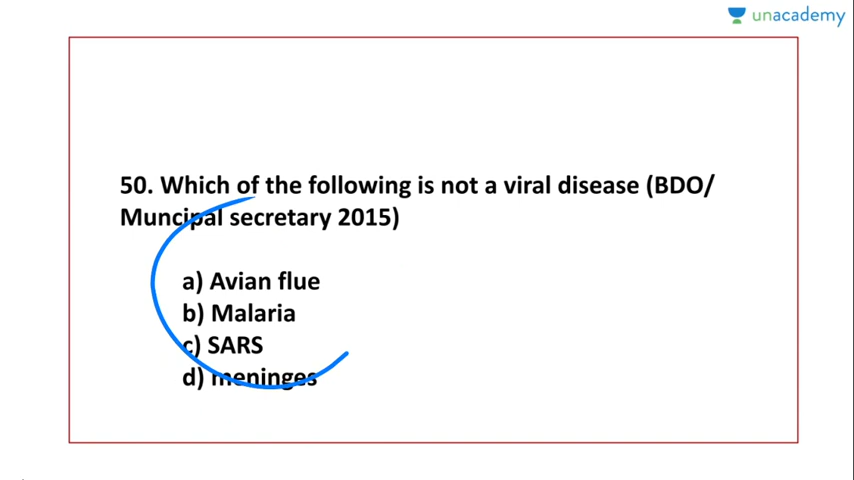 unacademy
50. Which of the following is not a viral disease (BDO/
Muncipal secretary 2015)
a) Avian flue
b) Malaria
c) SARS
d) meninges